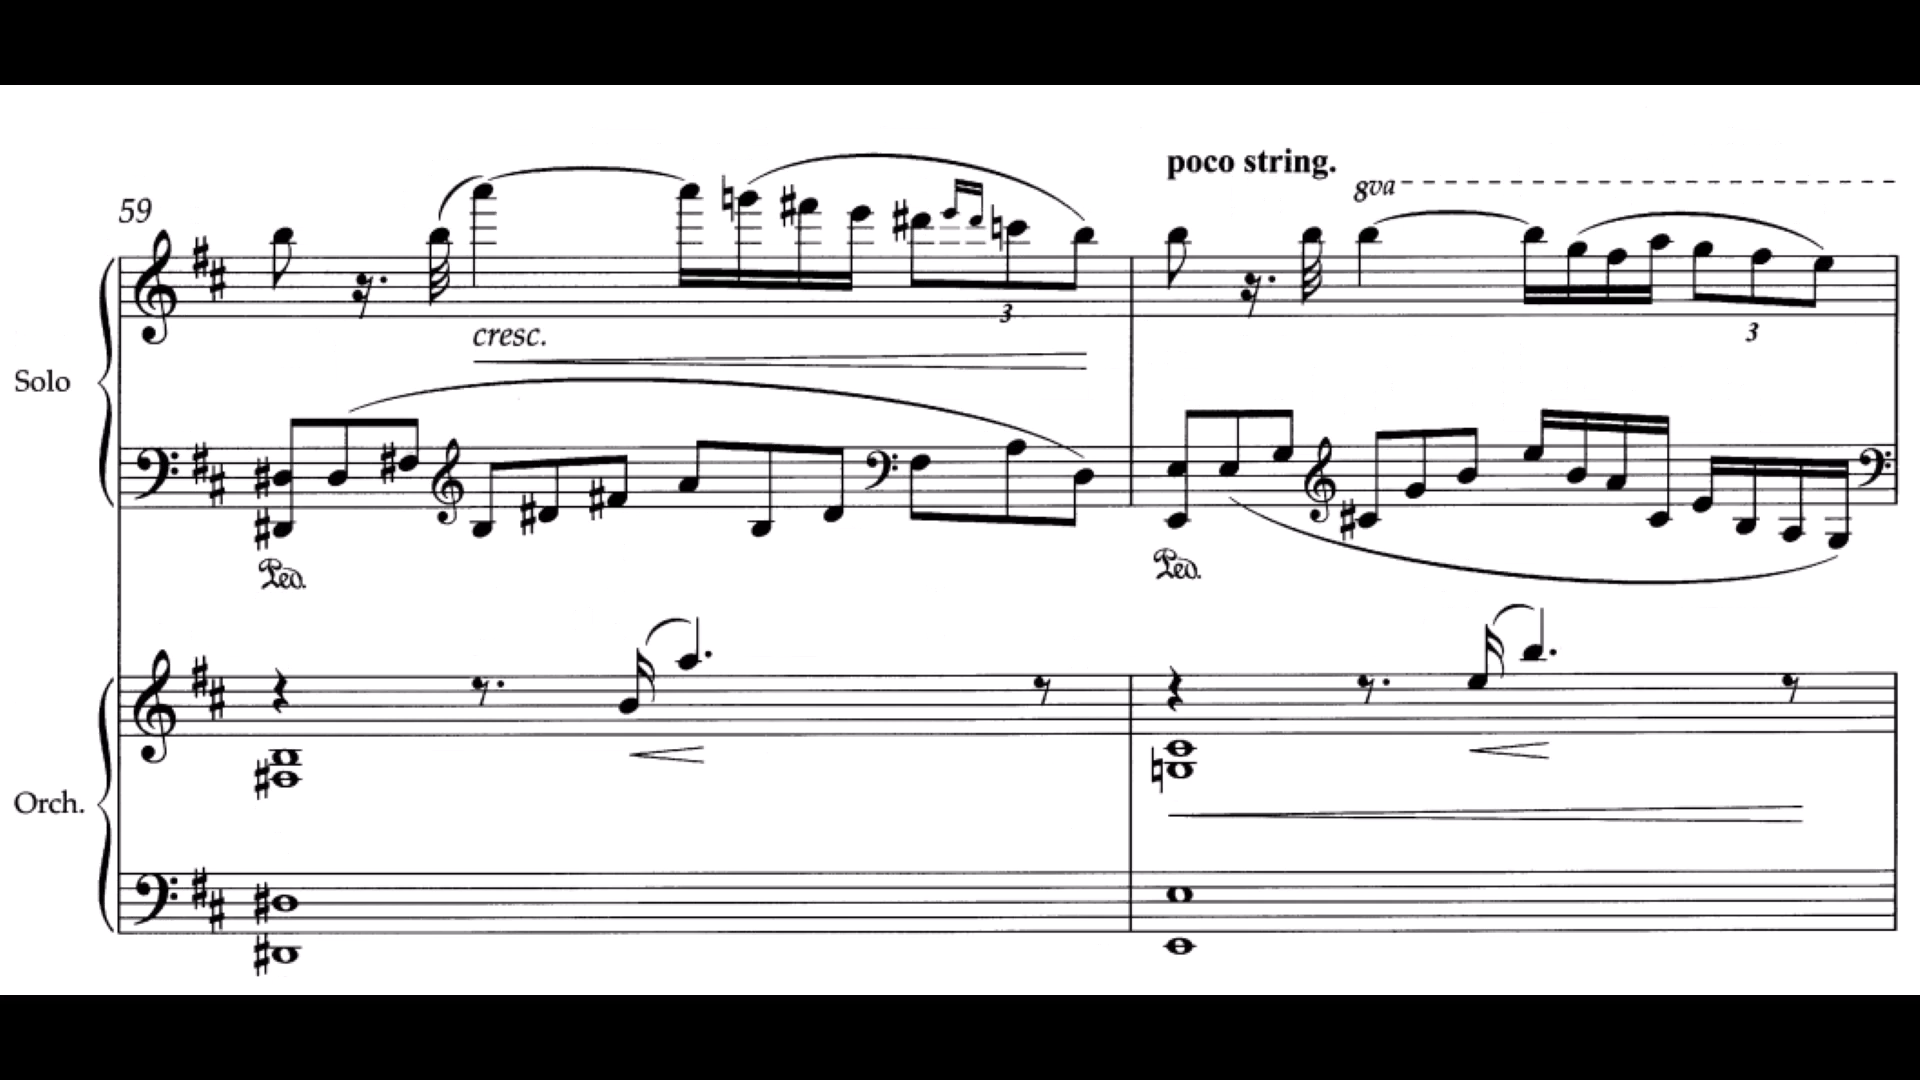 poco string.
8va
59
3
cresc.
3
Solo
Ped.
Ped.
Orch.